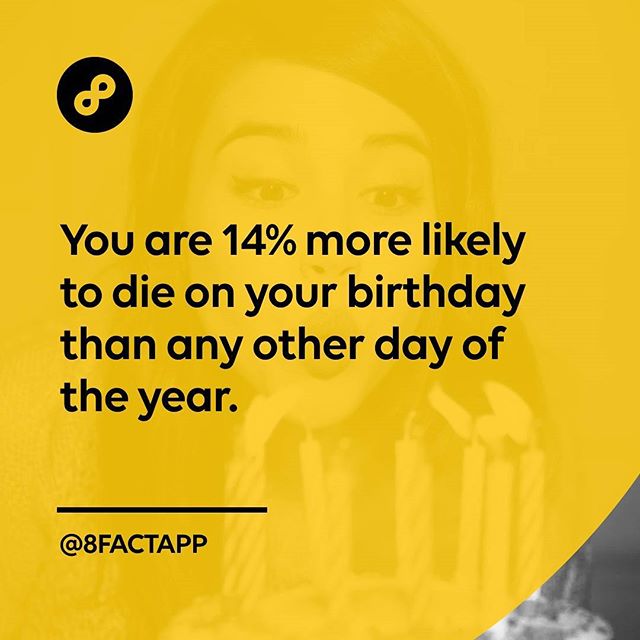 You are 14% more likely
to die on your birthday
than any other day of
the year.
@8FACTAPP